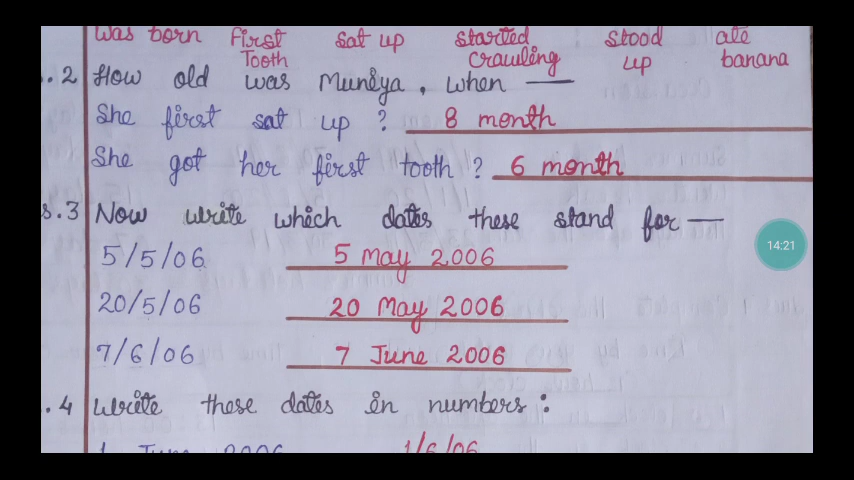 was born first sat up started stood ate
Tooth crawling up banana
.2 How old was Muniya, when —
She first sat up ? 8 month
She got her first tooth ? 6 month
s.3 Now write which dates these stand for —
5/5/06 5 May 2006
20/5/06 20 May 2006
7/6/06 7 June 2006
.4 Write these dates in numbers :
1 June 2006 1/6/06
14:21